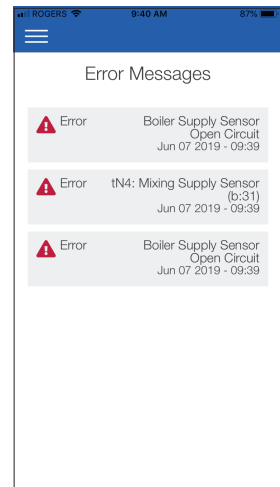 ROGERS 9:40 AM 87%
Error Messages
Error Boiler Supply Sensor
Open Circuit
Jun 07 2019 - 09:39
Error tN4: Mixing Supply Sensor
(b:31)
Jun 07 2019 - 09:39
Error Boiler Supply Sensor
Open Circuit
Jun 07 2019 - 09:39